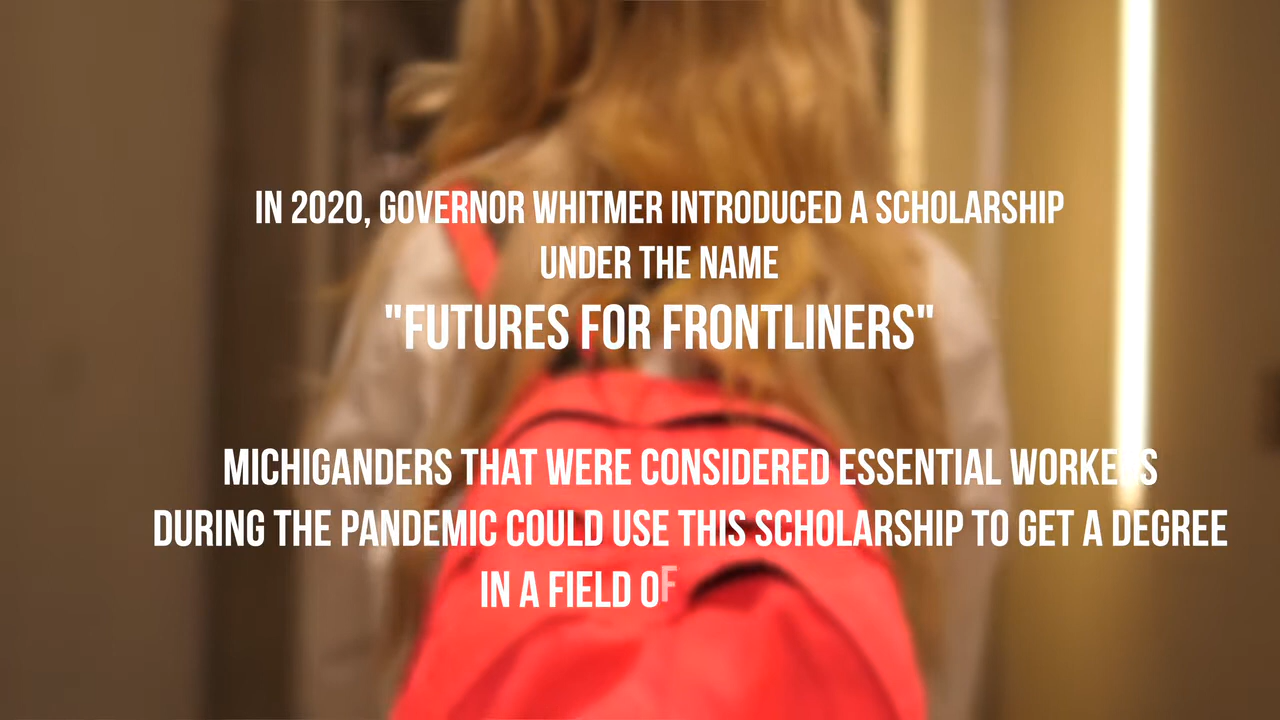 IN 2020, GOVERNOR WHITMER INTRODUCED A SCHOLARSHIP
UNDER THE NAME
"FUTURES FOR FRONTLINERS"
MICHIGANDERS THAT WERE CONSIDERED ESSENTIAL WORKERS
DURING THE PANDEMIC COULD USE THIS SCHOLARSHIP TO GET A DEGREE
IN A FIELD OF